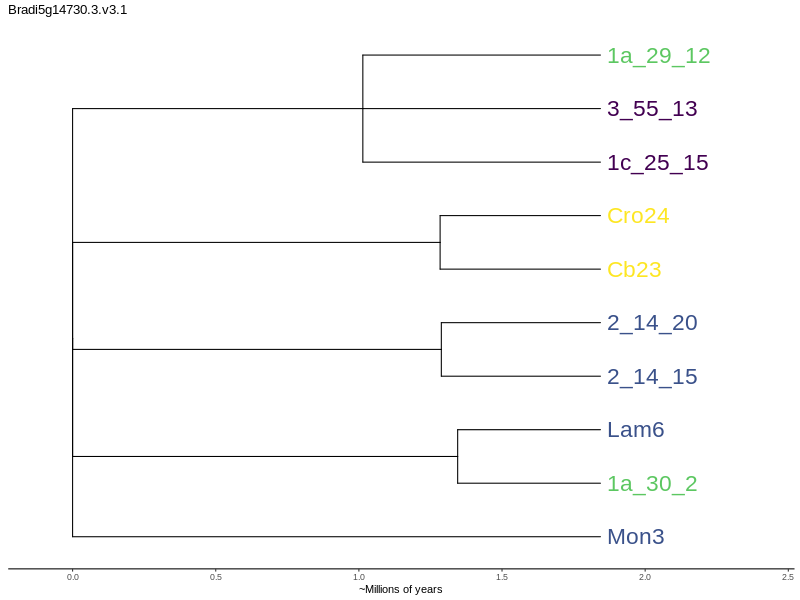 Bradi5g14730.3.v3.1
1a_29_12
3_55_13
1c_25_15
Cro24
Cb23
2_14_20
2_14_15
Lam6
1a_30_2
Mon3
0.0 0.5 1.0 1.5 2.0 2.5
~Millions of years